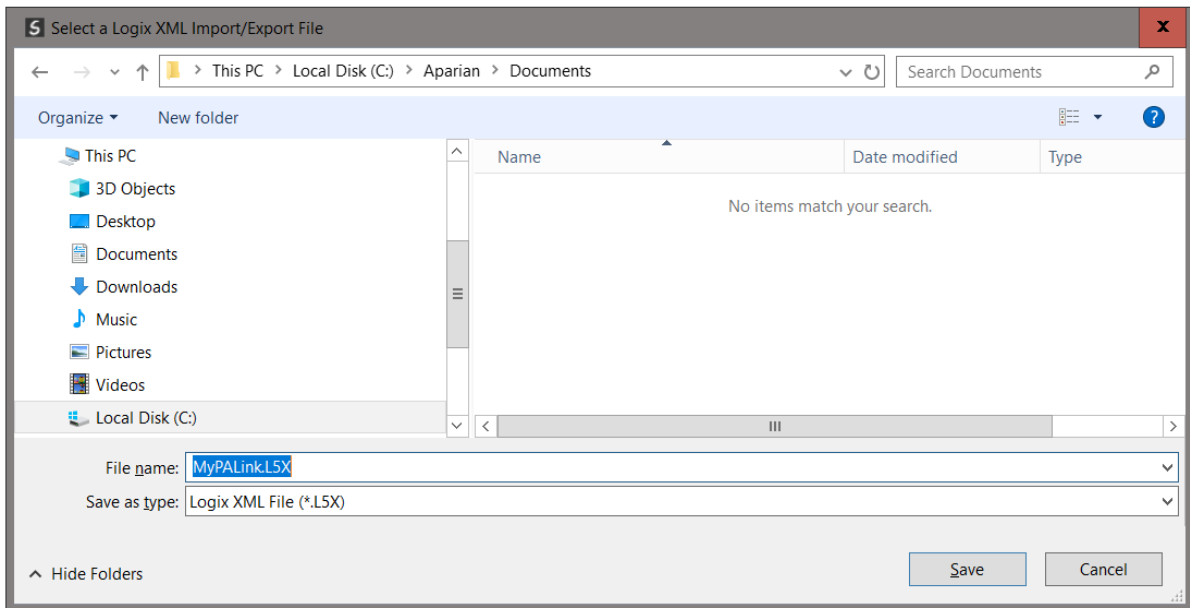 S Select a Logix XML Import/Export File x
> This PC > Local Disk (C:) > Aparian > Documents Search Documents
Organize New folder ?
This PC Name Date modified Type
3D Objects No items match your search.
Desktop
Documents
Downloads
Music
Pictures
Videos
Local Disk (C:)
File name: MyPALink.L5X
Save as type: Logix XML File (*.L5X)
Hide Folders Save Cancel